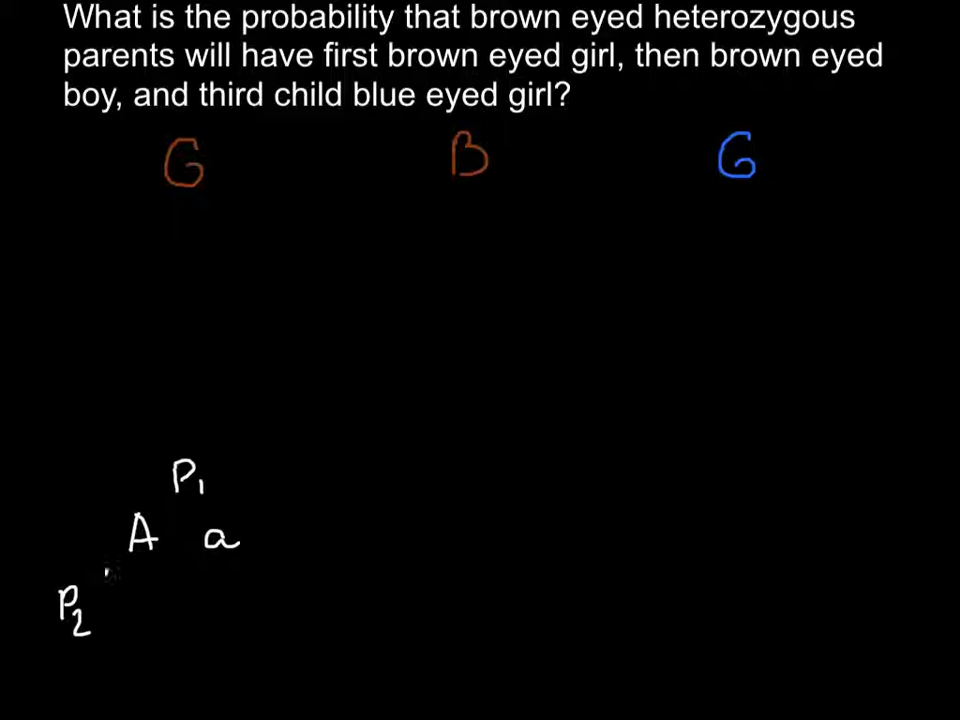 What is the probability that brown eyed heterozygous
parents will have first brown eyed girl, then brown eyed
boy, and third child blue eyed girl?
G B G
P1
A a
P2